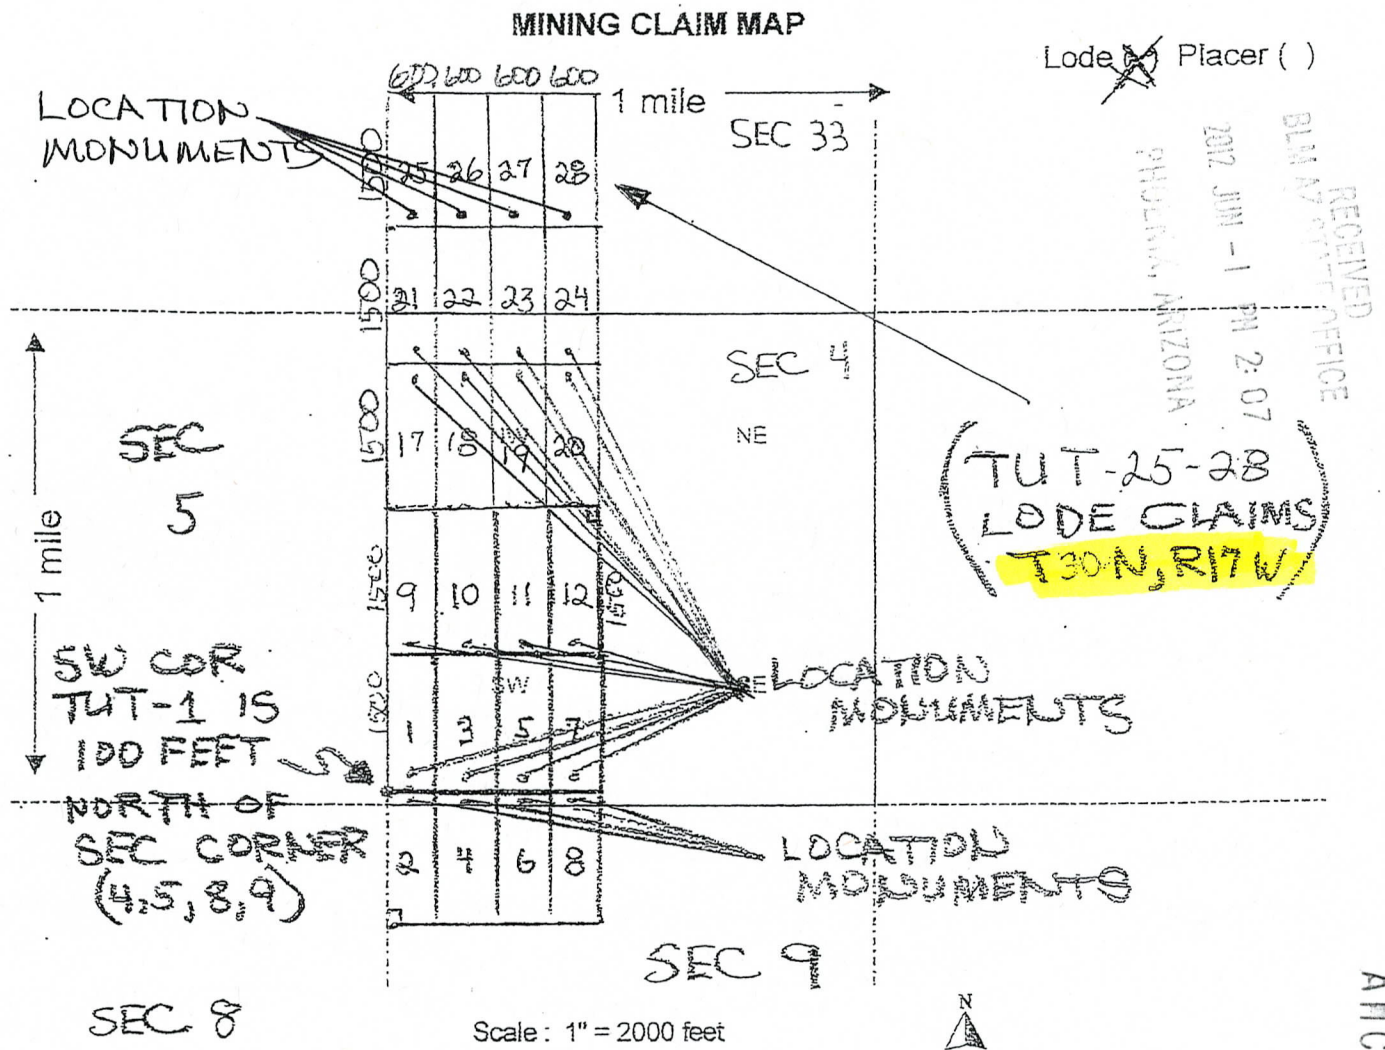 MINING CLAIM MAP
Lode (X) Placer ( )
600 600 600 600
1 mile
LOCATION
MONUMENTS
SEC 33
1500
25 26 27 28
RECEIVED
BLM AZ STATE OFFICE
2012 JUN -1 PM 2:07
PHOENIX, ARIZONA
1500
21 22 23 24
SEC 4
NE
SEC
5
1 mile
1500
17 18 19 20
(TUT-25-28
LODE CLAIMS
T30N, R17W)
1500
9 10 11 12
1500
SW COR
TUT-1 IS
100 FEET
NORTH OF
SEC CORNER
(4,5,8,9)
1500
SW
SE
LOCATION
MONUMENTS
1 3 5 7
LOCATION
MONUMENTS
2 4 6 8
SEC 9
SEC 8
Scale: 1" = 2000 feet
N